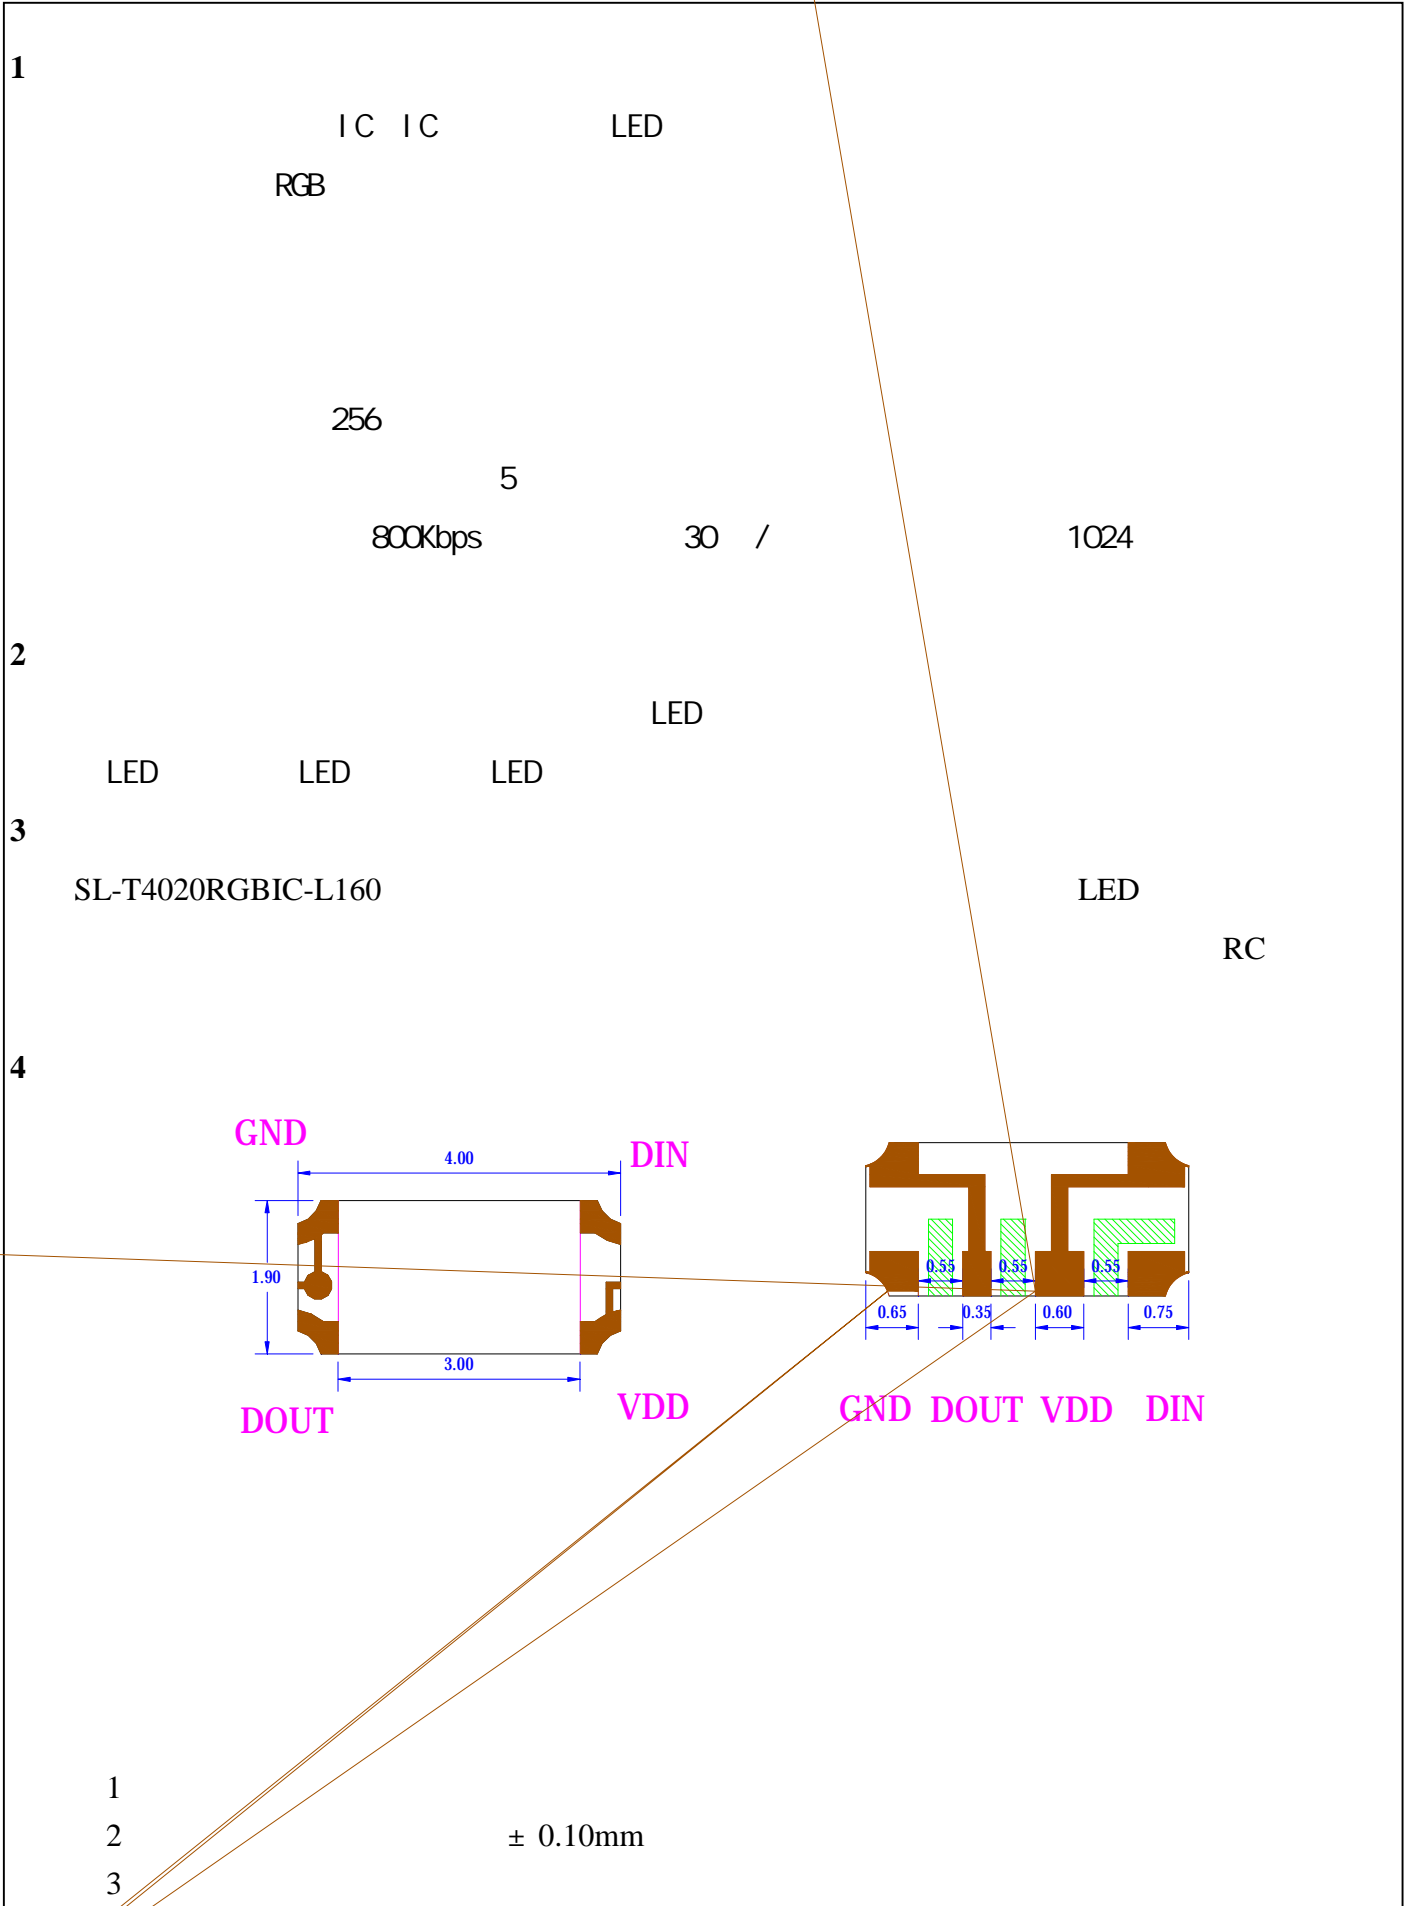 1
IC IC LED
RGB
256
5
800Kbps 30 / 1024
2
LED
LED LED LED
3
SL-T4020RGBIC-L160 LED
RC
4
GND DIN
4.00
1.90
3.00
DOUT VDD
0.55 0.55 0.55
0.65 0.35 0.60 0.75
GND DOUT VDD DIN
1
2 ± 0.10mm
3